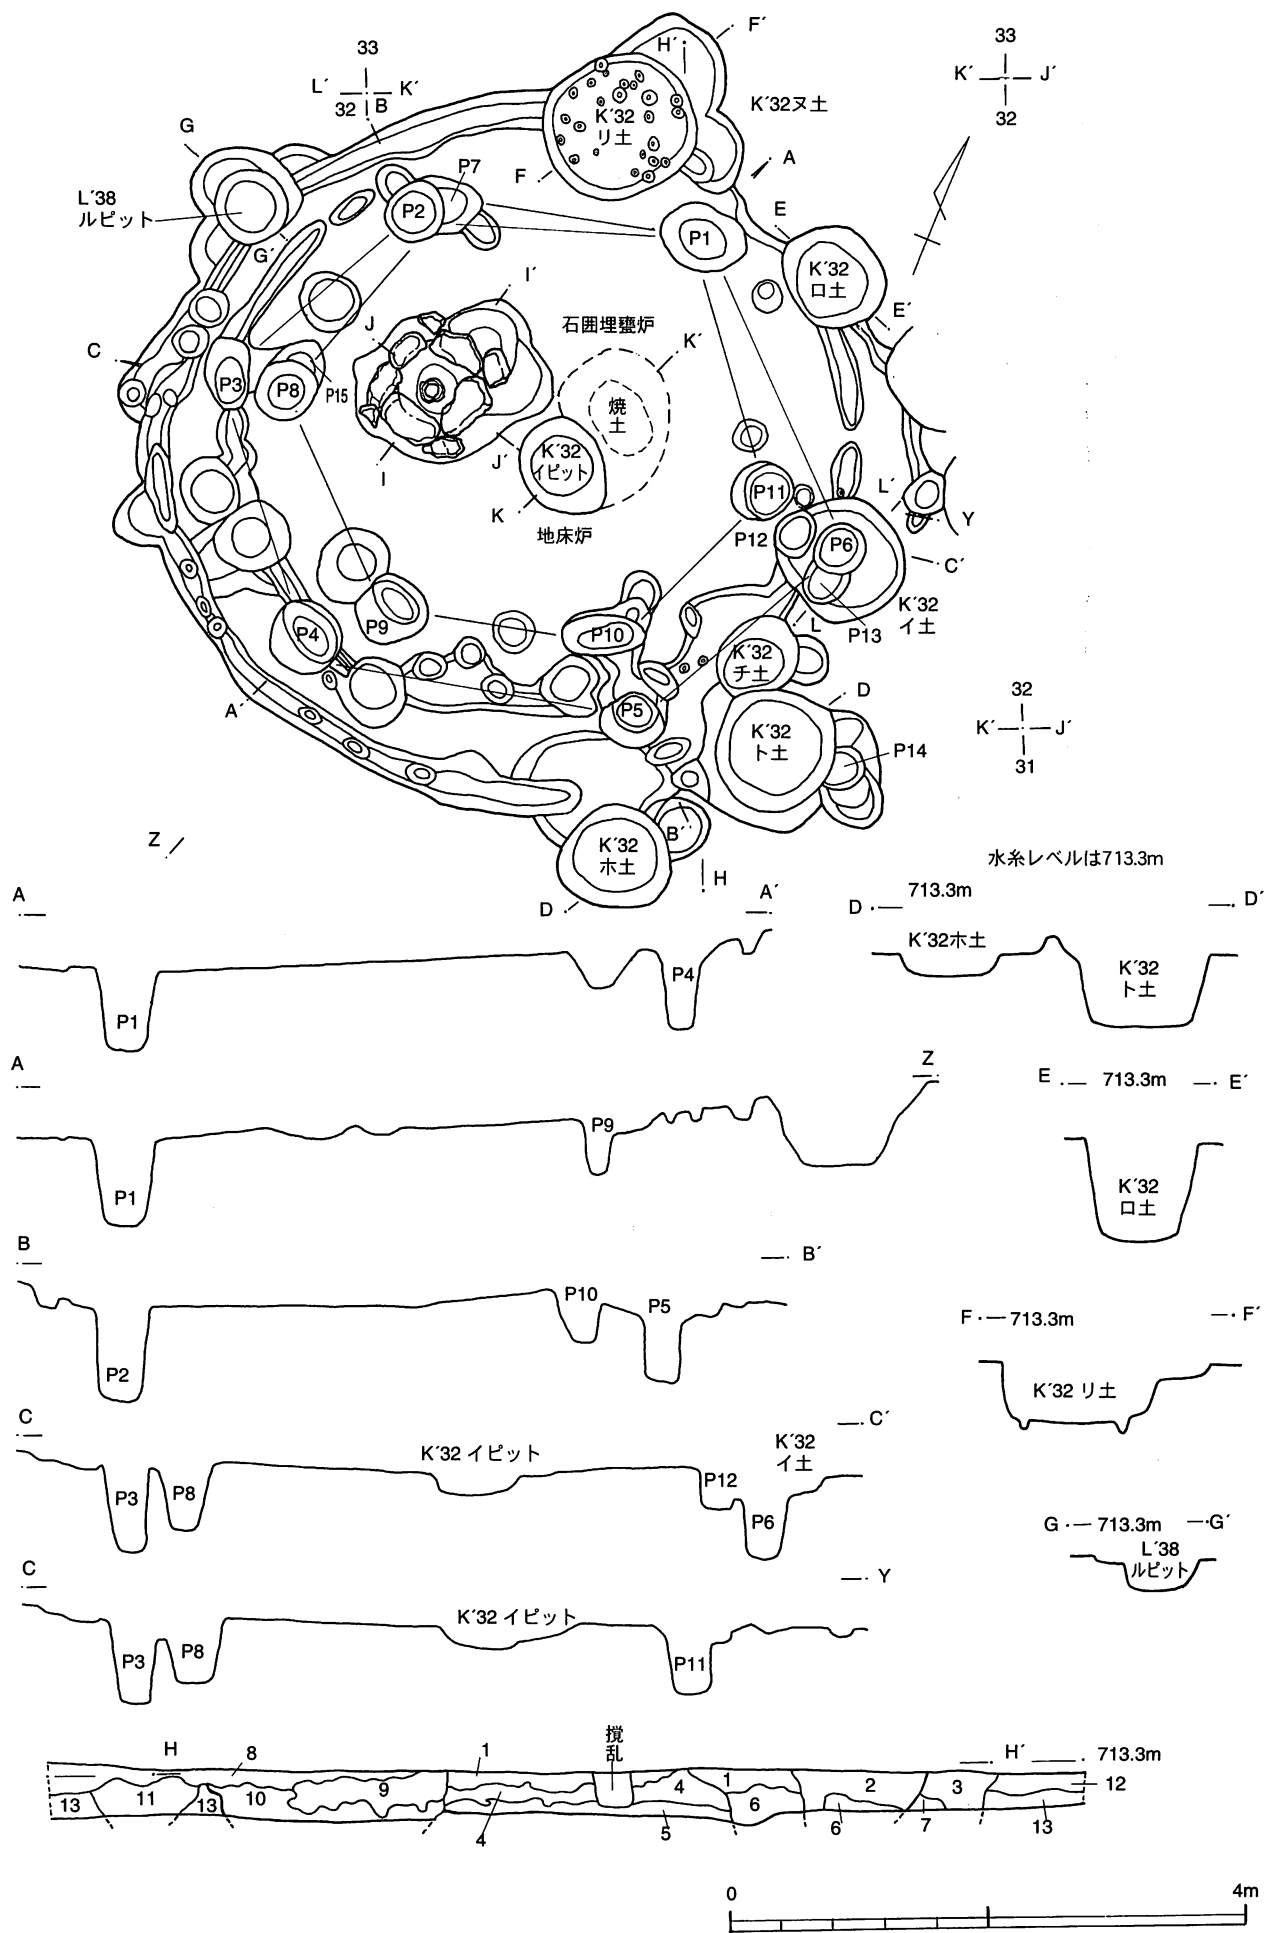 33
L´ K´
32 B
G
L´38
ルピット
G´
P7
P2
F
K´32
リ土
H´
F´
K´32ヌ土
A
33
K´ J´
32
P1
E
K´32
ロ土
E´
I´
J
石囲埋甕炉
K´
焼
土
C
P3
P8
P15
I
J´
K´32
イピット
K
地床炉
P11
P12
P6
L´
Y
C´
K´32
イ土
P13
L
P4
P9
P10
K´32
チ土
A´
P5
D
K´32
ト土
P14
32
K´ J´
31
Z
B´´
K´32
ホ土
H
D
水糸レベルは713.3m
A
A´
P1
P4
D
713.3m
D´
K´32ホ土
K´32
ト土
A
Z
P1
P9
E
713.3m
E´
K´32
ロ土
B
B´
P2
P10
P5
F
713.3m
F´
K´32 リ土
C
C´
P3
P8
K´32 イピット
P12
K´32
イ土
P6
G
713.3m
G´
L´38
ルピット
C
Y
P3
P8
K´32 イピット
P11
撹
乱
H
8
1
H´
713.3m
13
11
13
10
9
4
4
5
1
6
2
6
7
3
12
13
0
4m